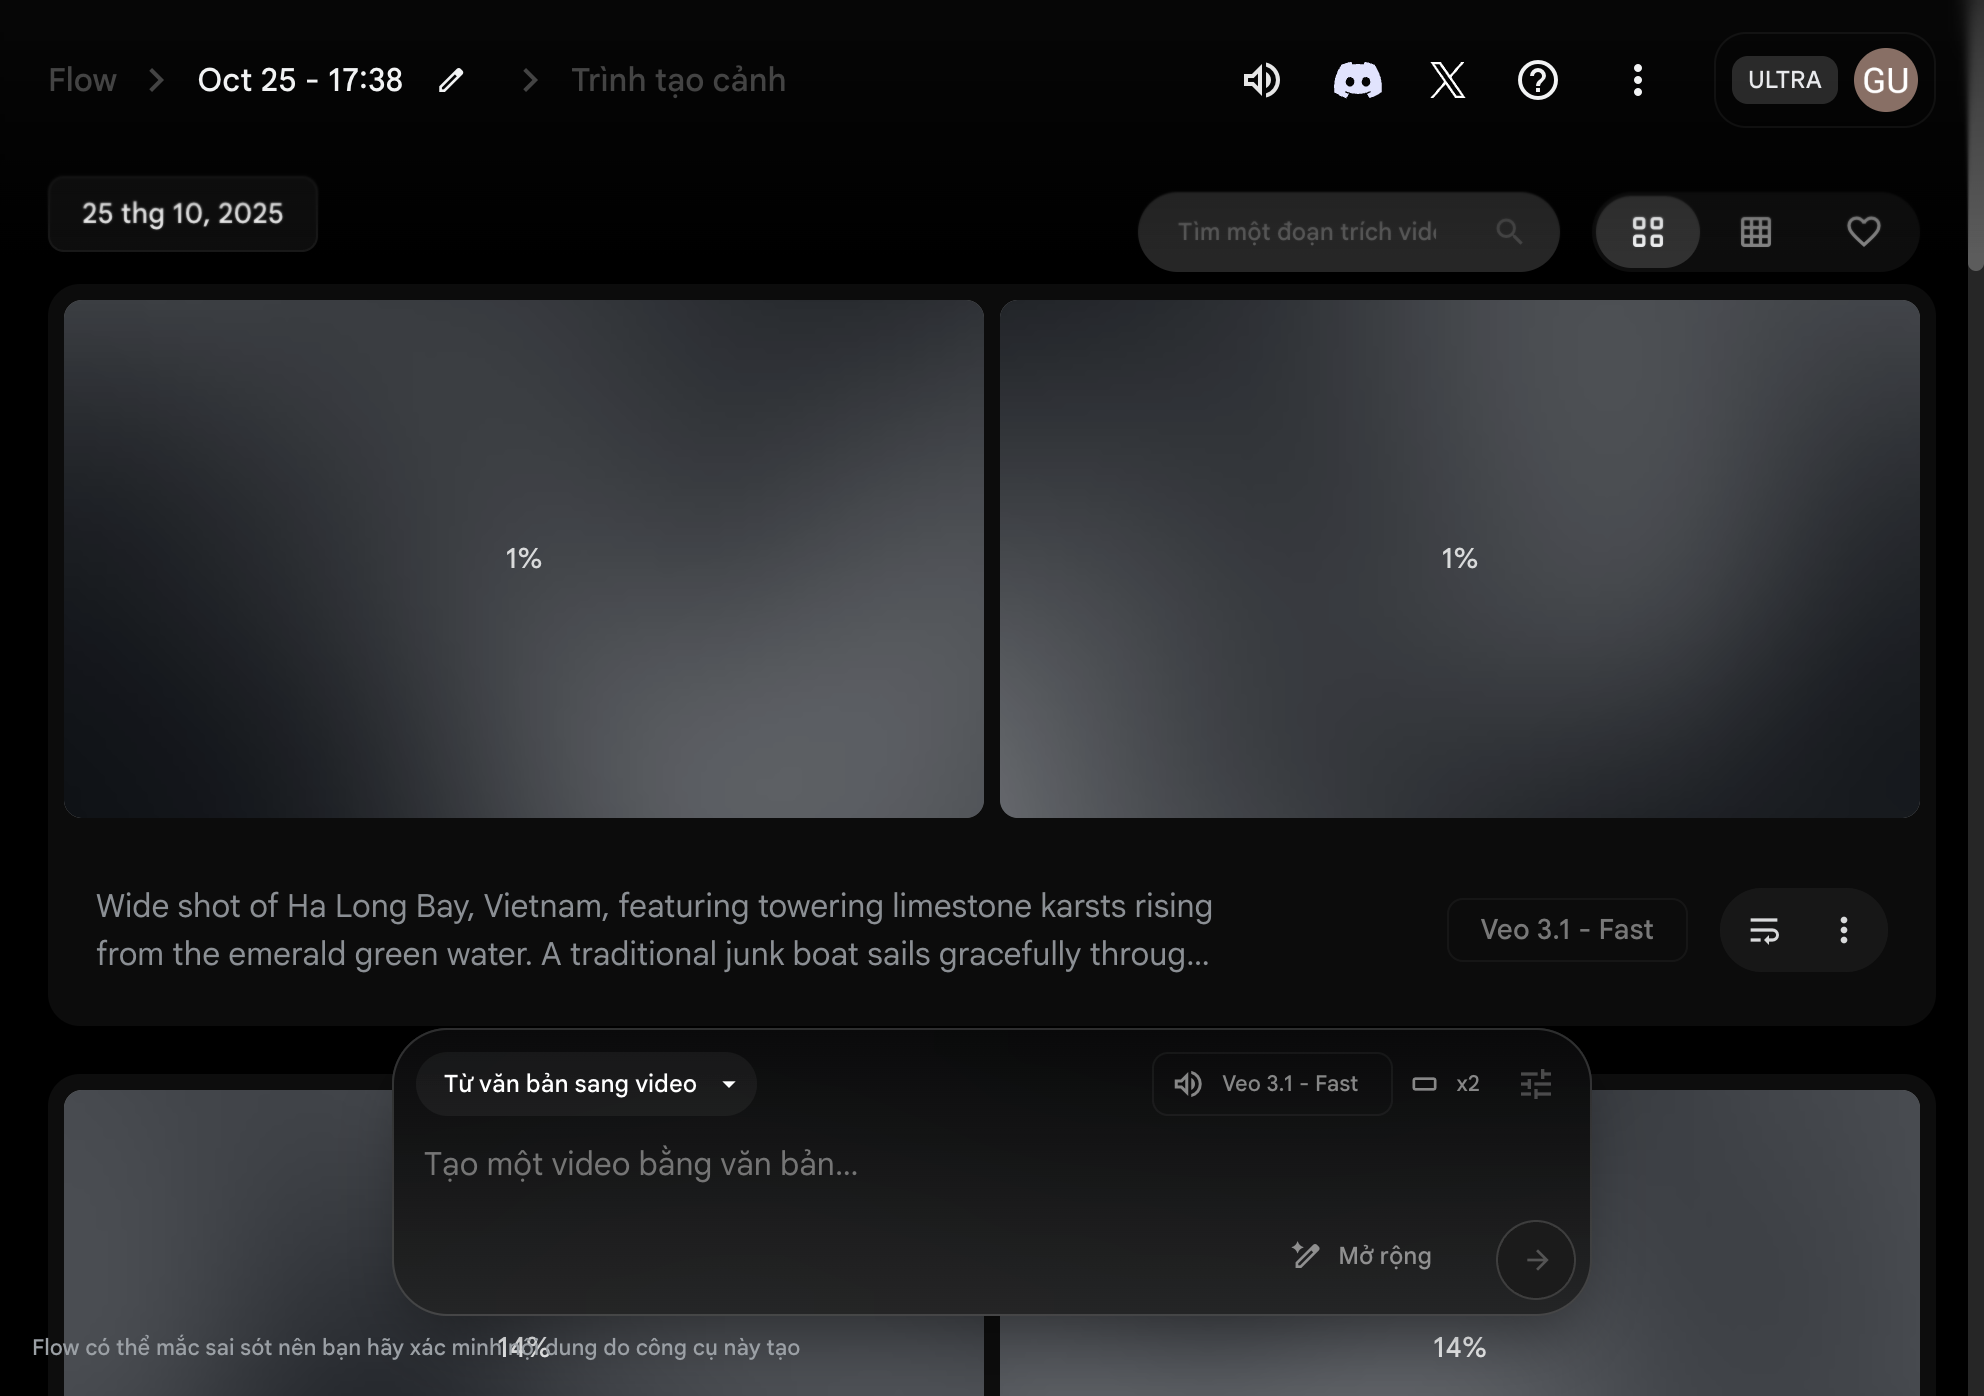 Flow
Oct 25 - 17:38
Trình tạo cảnh
ULTRA
GU
25 thg 10, 2025
Tìm một đoạn trích
1%
1%
Wide shot of Ha Long Bay, Vietnam, featuring towering limestone karsts rising
from the emerald green water. A traditional junk boat sails gracefully throug...
Veo 3.1 - Fast
Từ văn bản sang video
Veo 3.1 - Fast
x2
Tạo một video bằng văn bản...
Mở rộng
Flow có thể mắc sai sót nên bạn hãy xác minh nội dung do công cụ này tạo
14%
14%